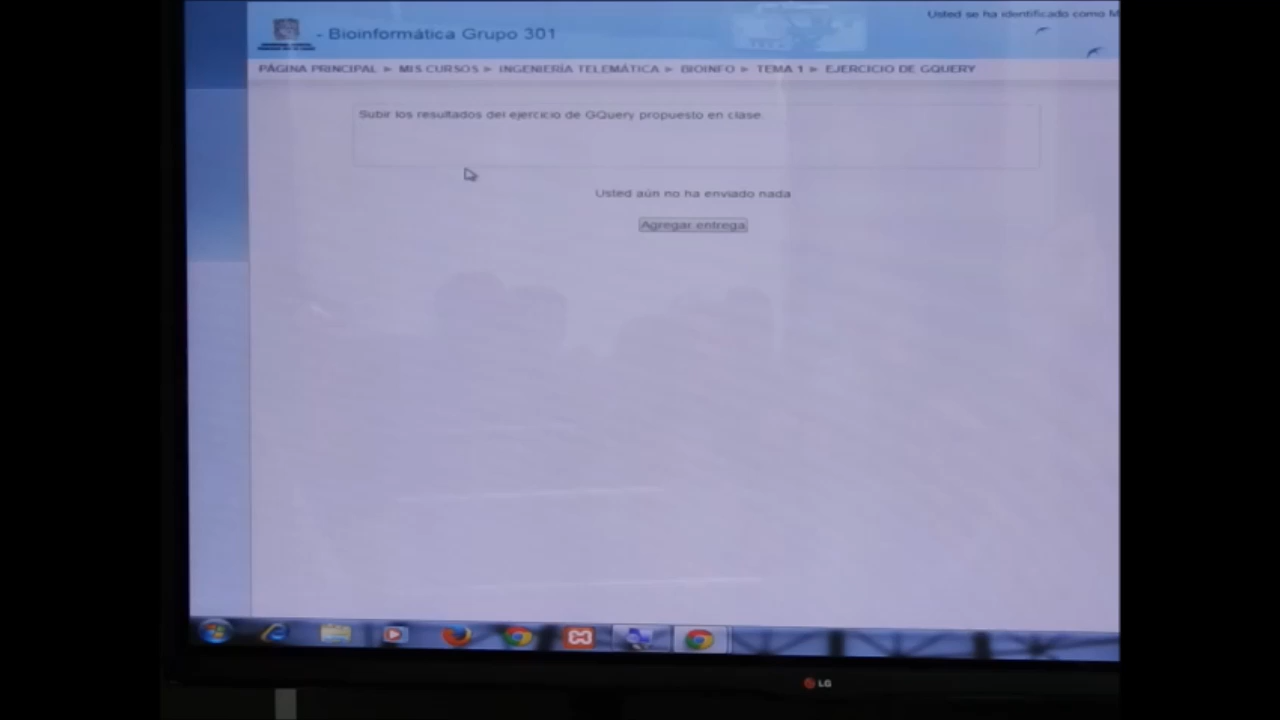 Usted se ha identificado como M
- Bioinformática Grupo 301
PÁGINA PRINCIPAL ► MIS CURSOS ► INGENIERÍA TELEMÁTICA ► BIOINFO ► TEMA 1 ► EJERCICIO DE GQUERY
Subir los resultados del ejercicio de GQuery propuesto en clase.
Usted aún no ha enviado nada
Agregar entrega
LG